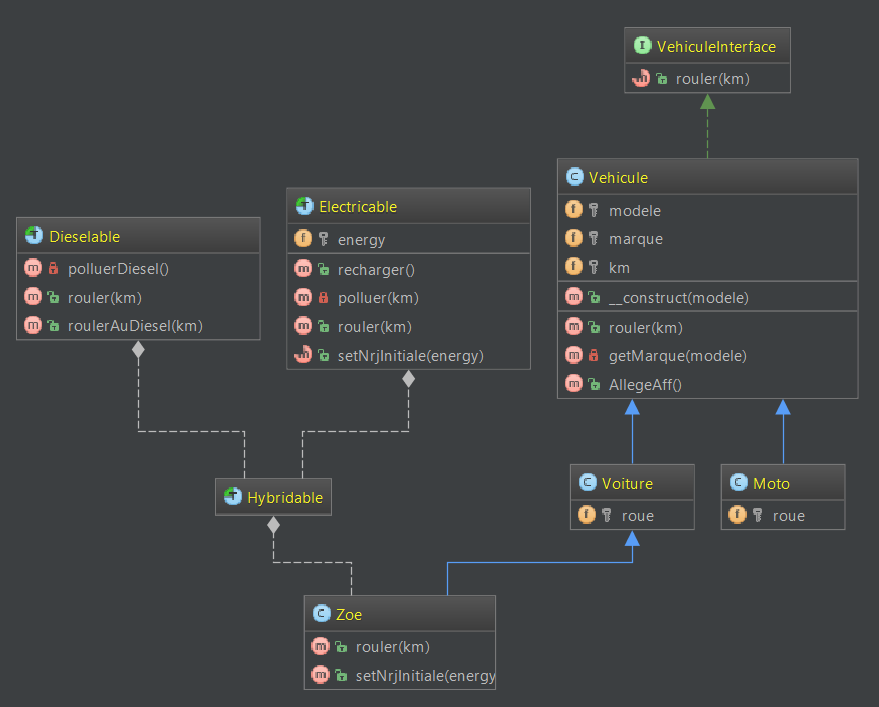 VehiculeInterface
rouler(km)
Vehicule
modele
marque
km
__construct(modele)
rouler(km)
getMarque(modele)
AllegeAff()
Electricable
energy
recharger()
polluer(km)
rouler(km)
setNrjInitiale(energy)
Dieselable
polluerDiesel()
rouler(km)
roulerAuDiesel(km)
Hybridable
Voiture
roue
Moto
roue
Zoe
rouler(km)
setNrjInitiale(energy